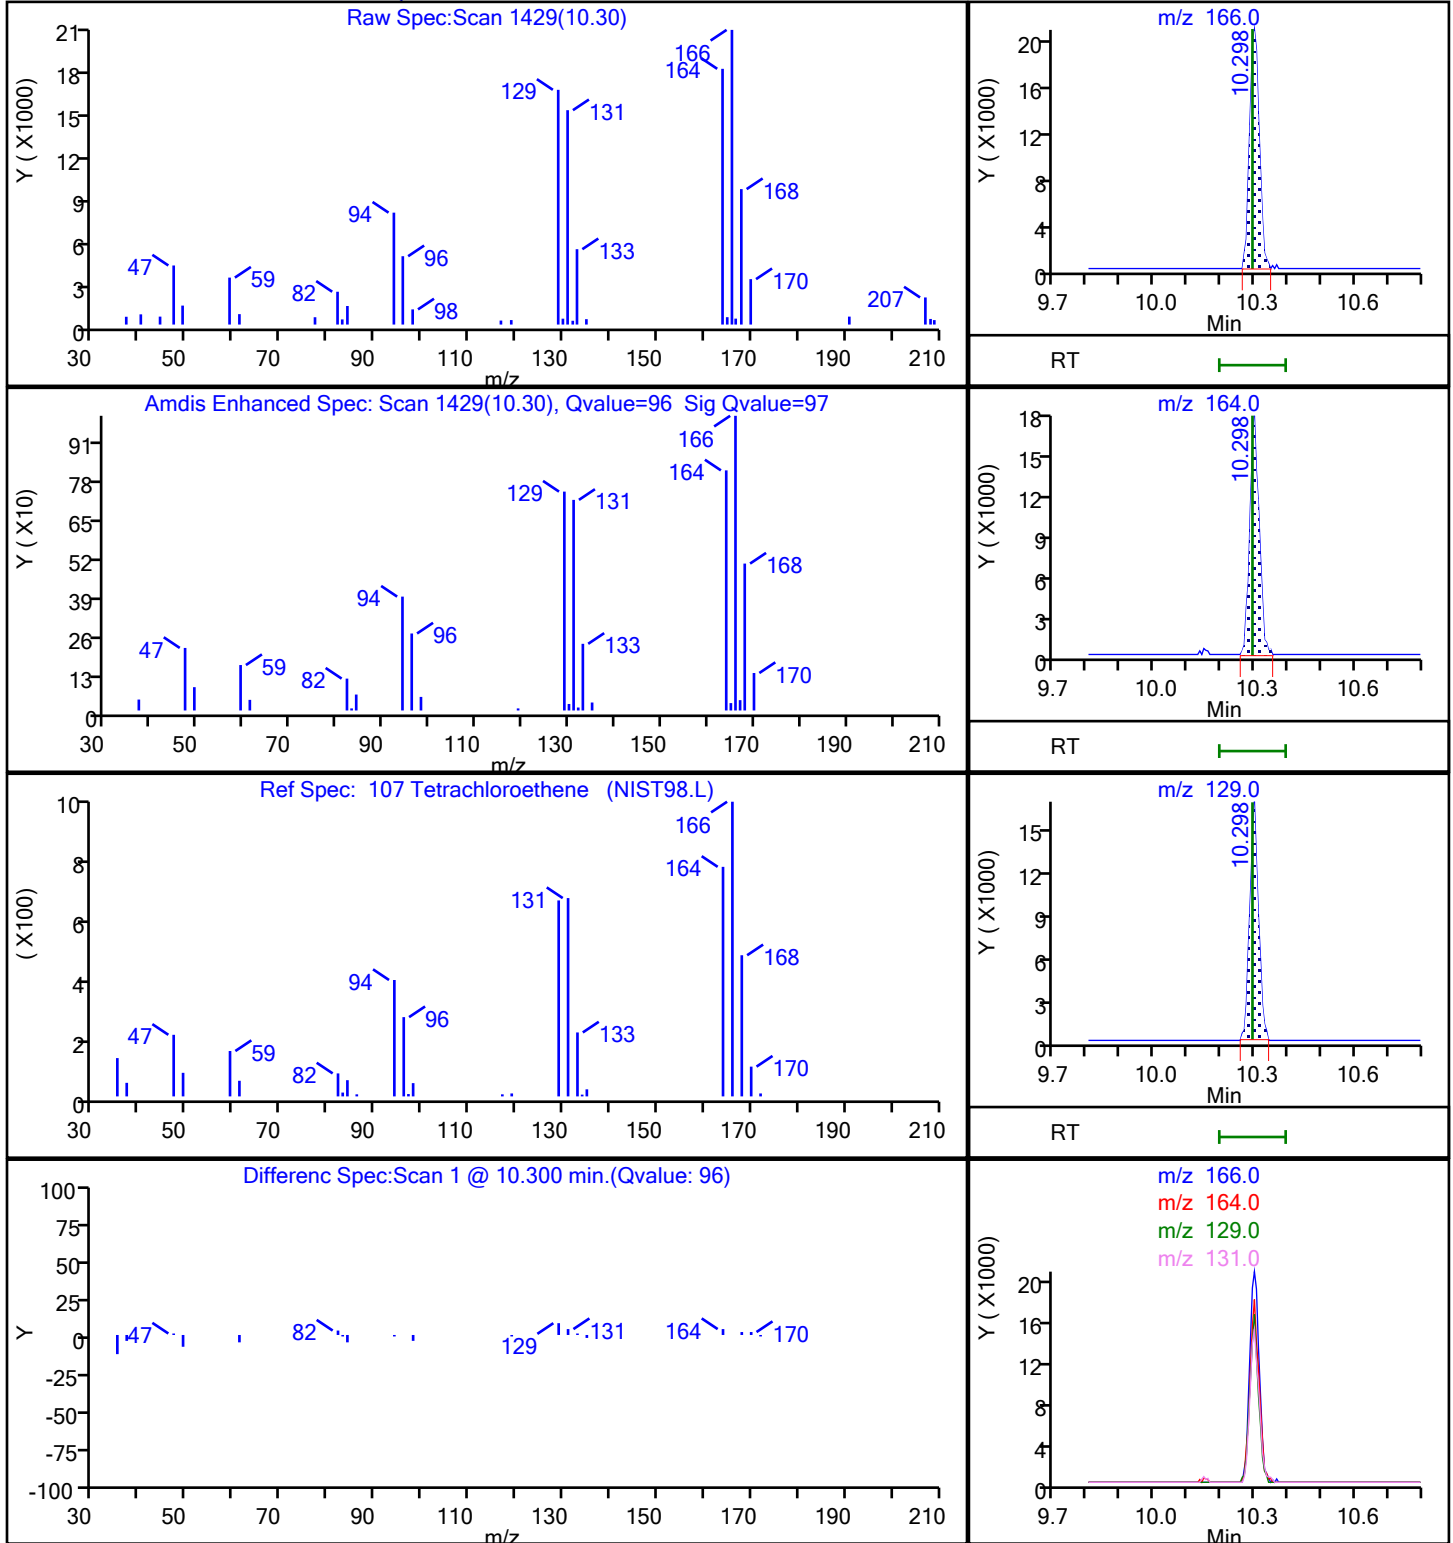 Raw Spec:Scan 1429(10.30)
Y ( X1000)
21
18
15
12
9
6
3
0
47
59
82
94
96
98
129
131
133
164
166
168
170
207
30 50 70 90 110 130 150 170 190 210
m/z
m/z 166.0
Y ( X1000)
20
16
12
8
4
0
10.298
9.7 10.0 10.3 10.6
Min
RT
Amdis Enhanced Spec: Scan 1429(10.30), Qvalue=96 Sig Qvalue=97
Y ( X10)
91
78
65
52
39
26
13
0
47
59
82
94
96
129
131
133
164
166
168
170
30 50 70 90 110 130 150 170 190 210
m/z
m/z 164.0
Y ( X1000)
18
15
12
9
6
3
0
10.298
9.7 10.0 10.3 10.6
Min
RT
Ref Spec: 107 Tetrachloroethene (NIST98.L)
( X100)
10
8
6
4
2
0
47
59
82
94
96
131
133
164
166
168
170
30 50 70 90 110 130 150 170 190 210
m/z 129.0
Y ( X1000)
15
12
9
6
3
0
10.298
9.7 10.0 10.3 10.6
Min
RT
Differenc Spec:Scan 1 @ 10.300 min.(Qvalue: 96)
Y
100
75
50
25
0
-25
-50
-75
-100
47
82
129
131
164
170
30 50 70 90 110 130 150 170 190 210
m/z
m/z 166.0
m/z 164.0
m/z 129.0
m/z 131.0
Y ( X1000)
20
16
12
8
4
0
9.7 10.0 10.3 10.6
Min